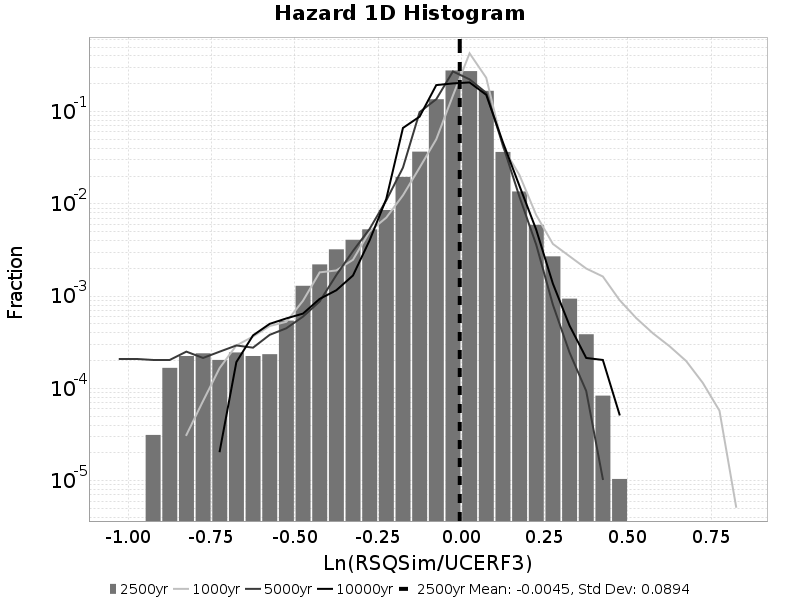 Hazard 1D Histogram
Fraction
10-1
10-2
10-3
10-4
10-5
-1.00 -0.75 -0.50 -0.25 0.00 0.25 0.50 0.75
Ln(RSQSim/UCERF3)
2500yr 1000yr 5000yr 10000yr 2500yr Mean: -0.0045, Std Dev: 0.0894